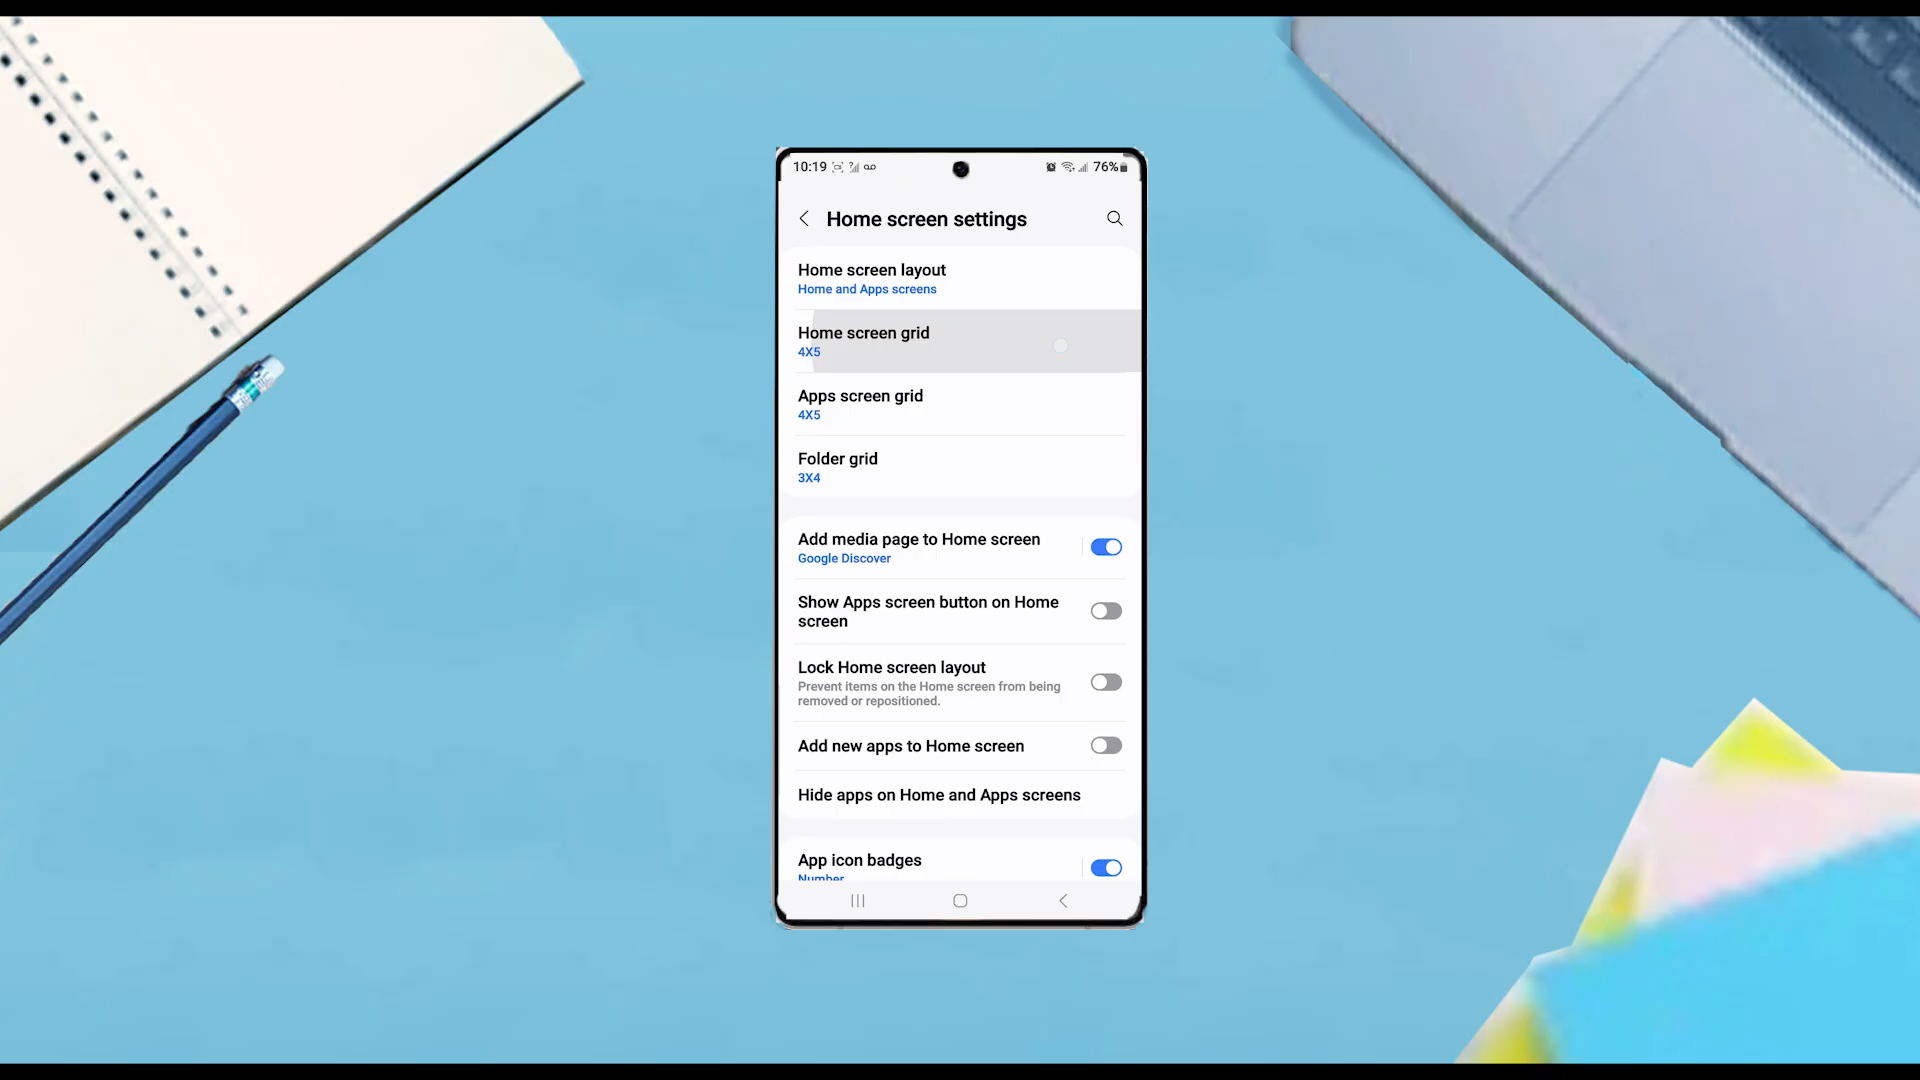 10:19
76%
Home screen settings
Home screen layout
Home and Apps screens
Home screen grid
4X5
Apps screen grid
4X5
Folder grid
3X4
Add media page to Home screen
Google Discover
Show Apps screen button on Home
screen
Lock Home screen layout
Prevent items on the Home screen from being
removed or repositioned.
Add new apps to Home screen
Hide apps on Home and Apps screens
App icon badges
Number